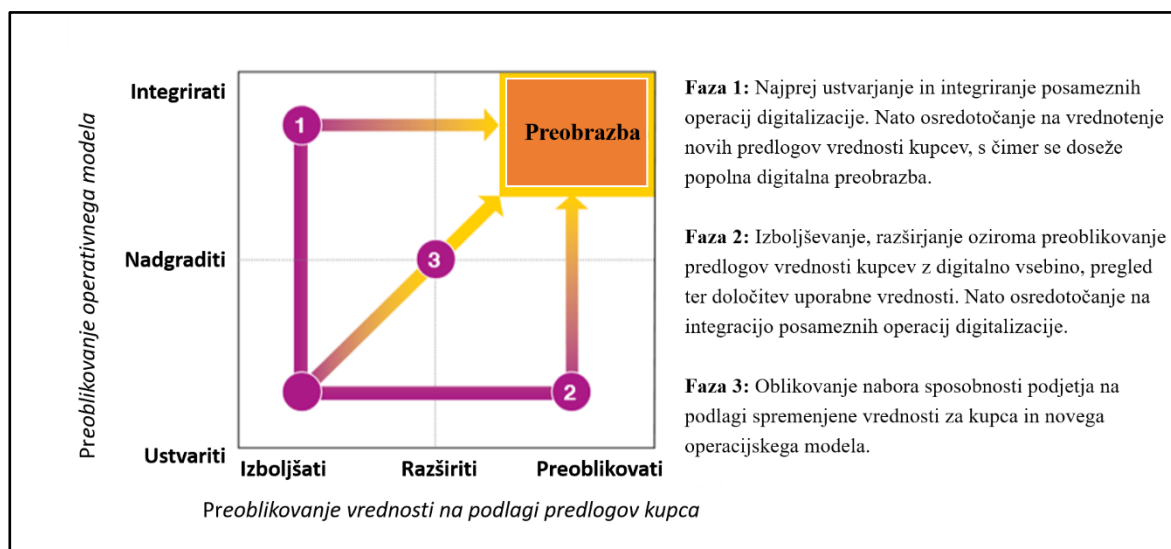 Integrirati
Nadgraditi
Ustvariti
Preoblikovanje operativnega modela
1
2
3
Preobrazba
Izboljšati
Razširiti
Preoblikovati
Preoblikovanje vrednosti na podlagi predlogov kupca
Faza 1: Najprej ustvarjanje in integriranje posameznih
operacij digitalizacije. Nato osredotočanje na vrednotenje
novih predlogov vrednosti kupcev, s čimer se doseže
popolna digitalna preobrazba.
Faza 2: Izboljševanje, razširjanje oziroma preoblikovanje
predlogov vrednosti kupcev z digitalno vsebino, pregled
ter določitev uporabne vrednosti. Nato osredotočanje na
integracijo posameznih operacij digitalizacije.
Faza 3: Oblikovanje nabora sposobnosti podjetja na
podlagi spremenjene vrednosti za kupca in novega
operacijskega modela.